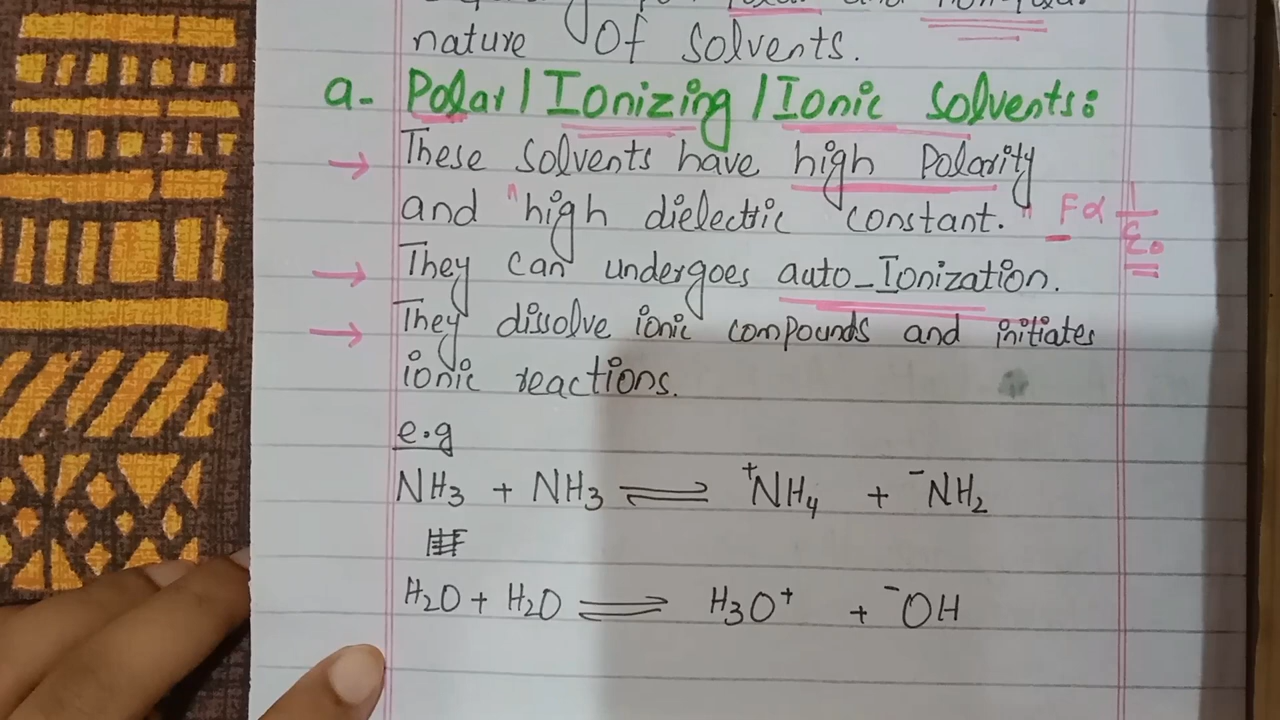 nature of solvents.
a- Polar / Ionizing / Ionic solvents:
→ These solvents have high Polarity
and "high dielectric constant." F∝ 1/ε₀
→ They can undergoes auto-Ionization.
→ They dissolve ionic compounds and initiates
ionic reactions.
e.g
NH3 + NH3 ⇌ ⁺NH4 + ⁻NH2
H2O + H2O ⇌ H3O⁺ + ⁻OH